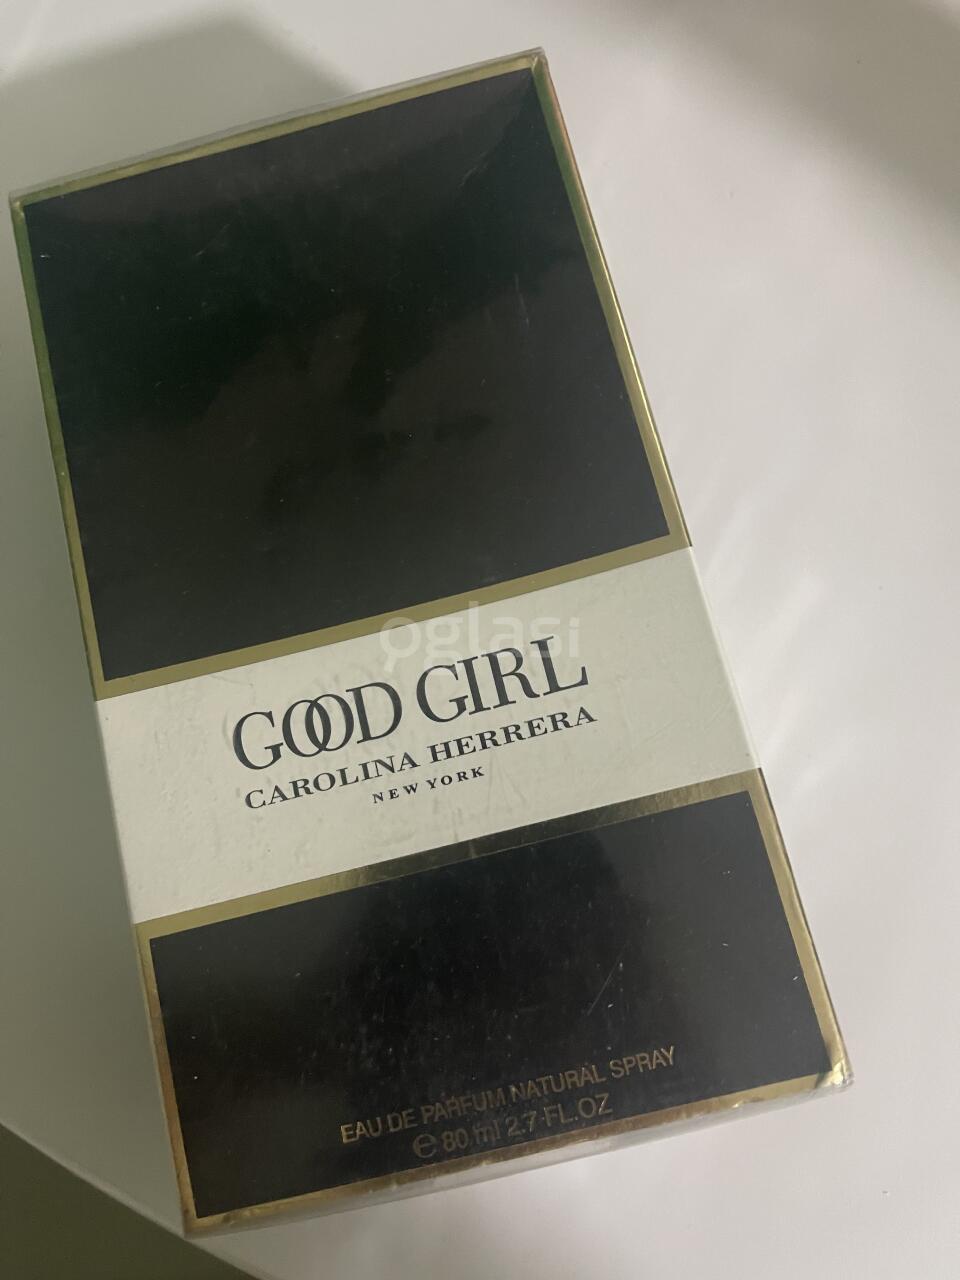 oglasi
GOOD GIRL
CAROLINA HERRERA
NEW YORK
EAU DE PARFUM NATURAL SPRAY
℮ 80 ml 2.7 FL.OZ